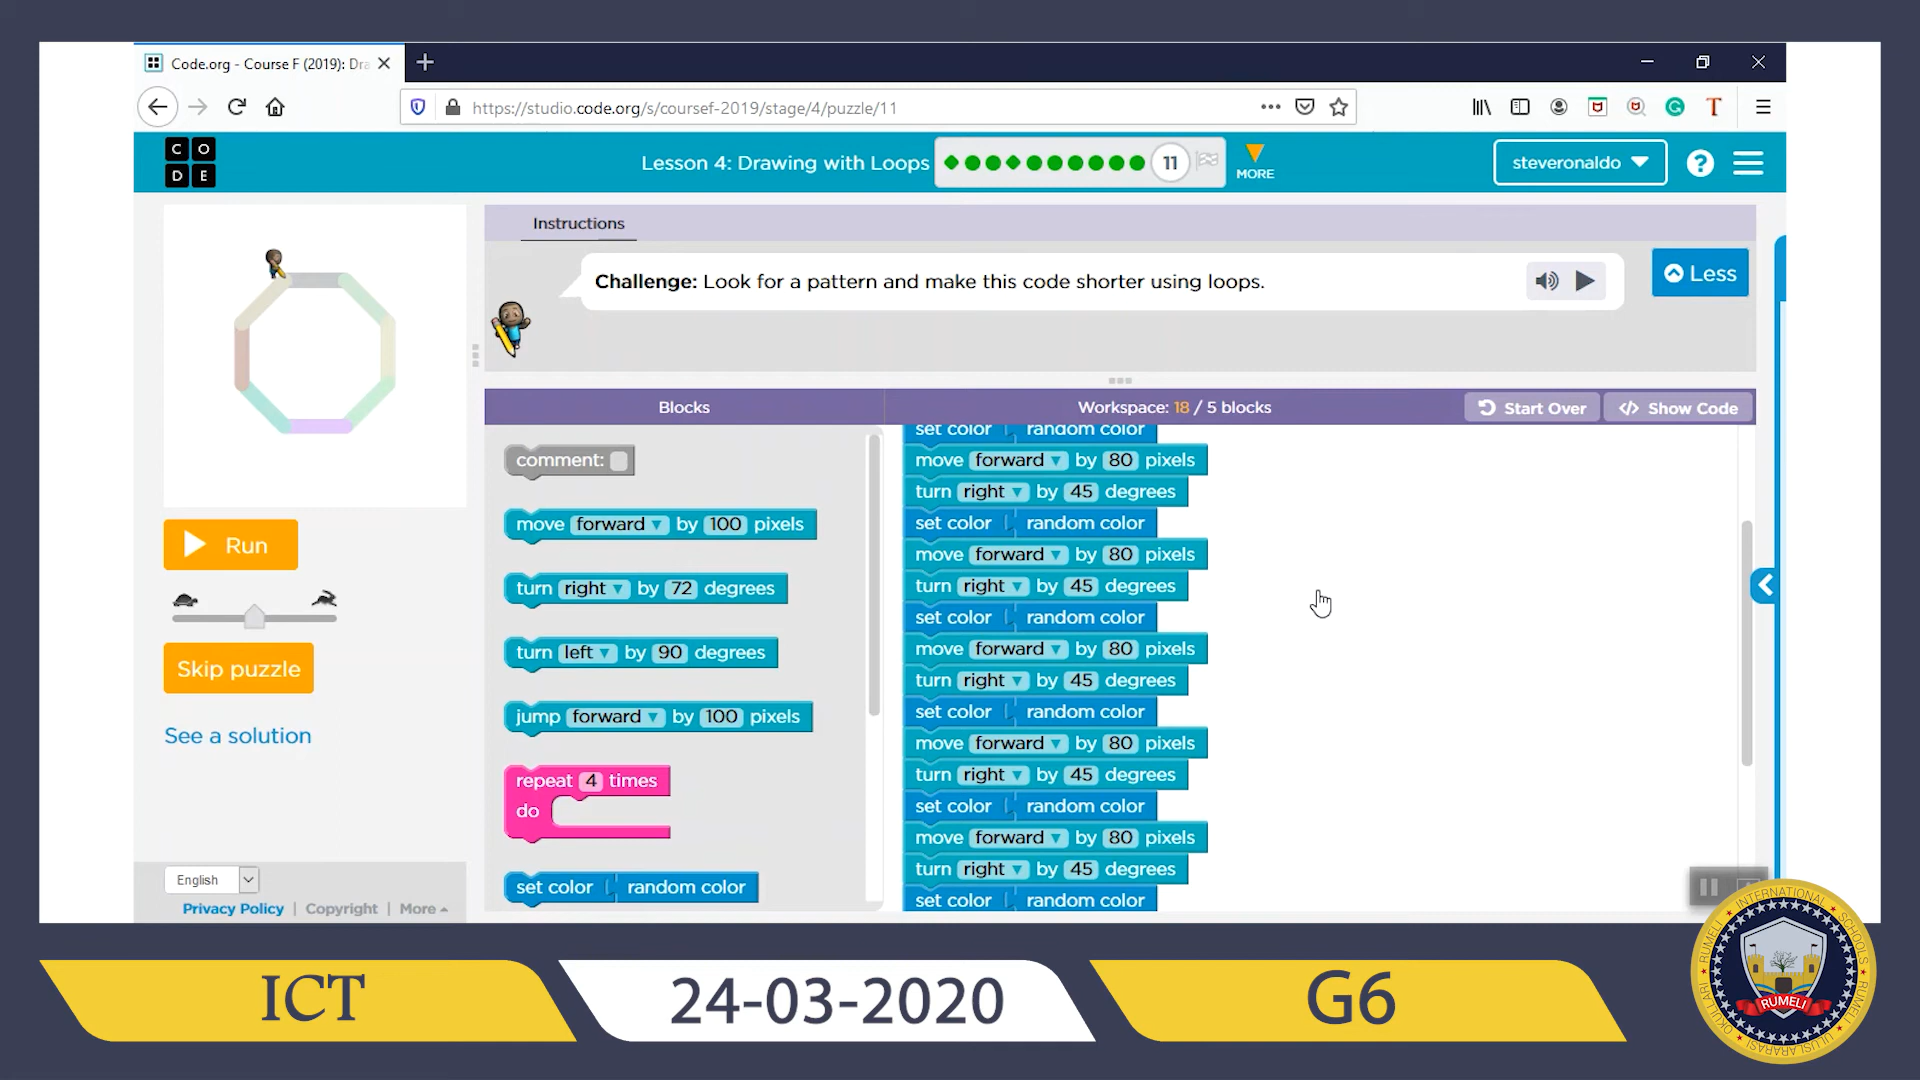 Code.org - Course F (2019): Dra
https://studio.code.org/s/coursef-2019/stage/4/puzzle/11
C O
D E
Lesson 4: Drawing with Loops
11
MORE
steveronaldo
?
Instructions
Challenge: Look for a pattern and make this code shorter using loops.
Less
Blocks
Workspace: 18 / 5 blocks
Start Over
</> Show Code
comment:
move forward by 100 pixels
turn right by 72 degrees
turn left by 90 degrees
jump forward by 100 pixels
repeat 4 times
do
set color random color
set color random color
move forward by 80 pixels
turn right by 45 degrees
set color random color
move forward by 80 pixels
turn right by 45 degrees
set color random color
move forward by 80 pixels
turn right by 45 degrees
set color random color
move forward by 80 pixels
turn right by 45 degrees
set color random color
move forward by 80 pixels
turn right by 45 degrees
set color random color
Run
Skip puzzle
See a solution
English
Privacy Policy | Copyright | More
ICT
24-03-2020
G6
RUMELI INTERNATIONAL SCHOOLS
RUMELİ ULUSLARARASI OKULLARI
RUMELİ